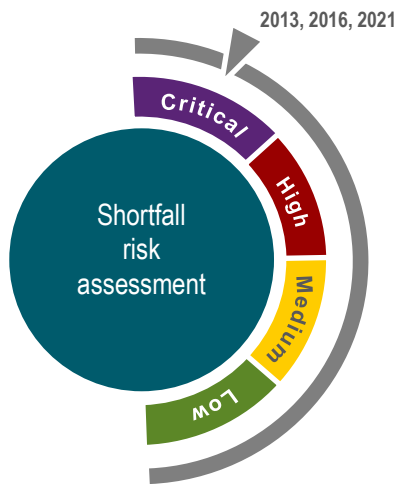 2013, 2016, 2021
Critical
High
Medium
Low
Shortfall
risk
assessment